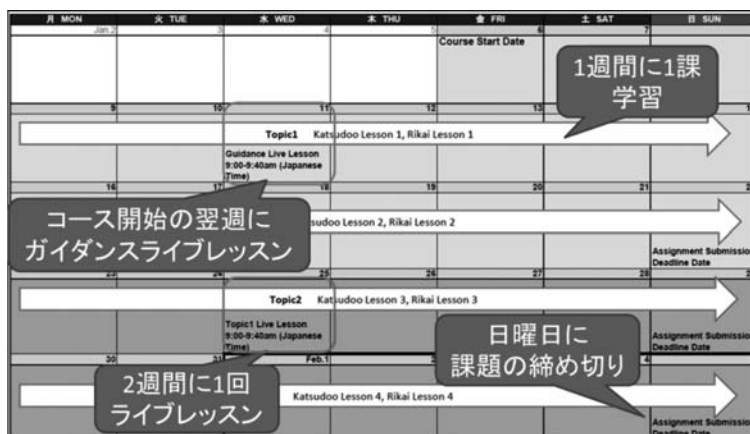 月 MON 火 TUE 水 WED 木 THU 金 FRI 土 SAT 日 SUN
Jan.2 3 4 5 6 7
Course Start Date
1週間に1課
学習
9 10 11 12 13
Topic1 Katsudoo Lesson 1, Rikai Lesson 1
Guidance Live Lesson
9:00-9:40am (Japanese
Time)
16 17 18 19 20 21
コース開始の翌週に
ガイダンスライブレッスン
Lesson 2, Rikai Lesson 2
Assignment Submissio
Deadline Date
23 24 25 26 27 28
Topic2 Katsudoo Lesson 3, Rikai Lesson 3
Topic1 Live Lesson
9:00-9:40am (Japanese
Time)
日曜日に
課題の締め切り
Assignment Submissio
Deadline Date
30 31 Feb.1 4
2週間に1回
ライブレッスン
Katsudoo Lesson 4, Rikai Lesson 4
Assignment Submissio
Deadline Date